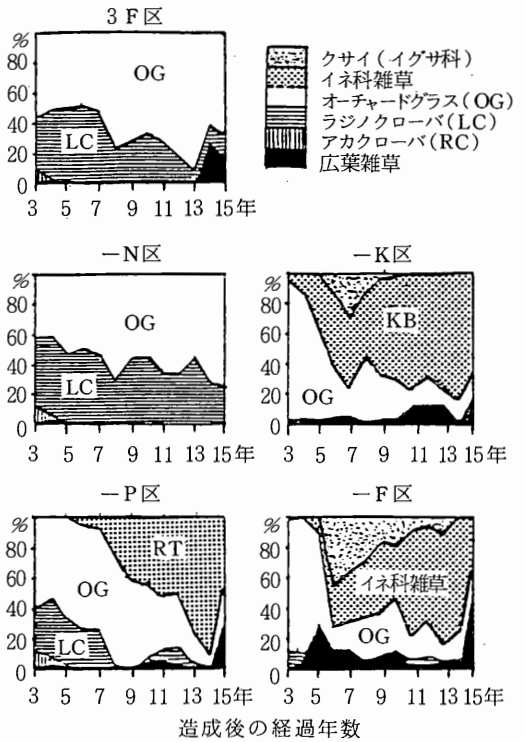 3F区
%
80
60
40
20
0
OG
LC
3 5 7 9 11 13 15年
クサイ(イグサ科)
イネ科雑草
オーチャードグラス(OG)
ラジノクローバ(LC)
アカクローバ(RC)
広葉雑草
−N区
%
80
60
40
20
0
OG
LC
3 5 7 9 11 13 15年
−K区
%
80
60
40
20
0
KB
OG
3 5 7 9 11 13 15年
−P区
%
80
60
40
20
0
RT
OG
LC
3 5 7 9 11 13 15年
−F区
%
80
60
40
20
0
イネ科雑草
OG
3 5 7 9 11 13 15年
造成後の経過年数